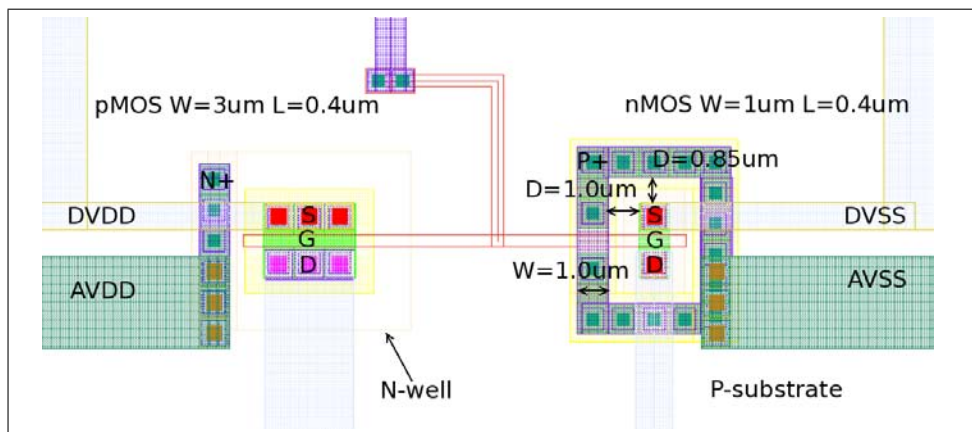 pMOS W=3um L=0.4um
nMOS W=1um L=0.4um
N+
P+
D=0.85um
D=1.0um
DVDD
S
S
DVSS
G
G
D
D
W=1.0um
AVDD
AVSS
N-well
P-substrate